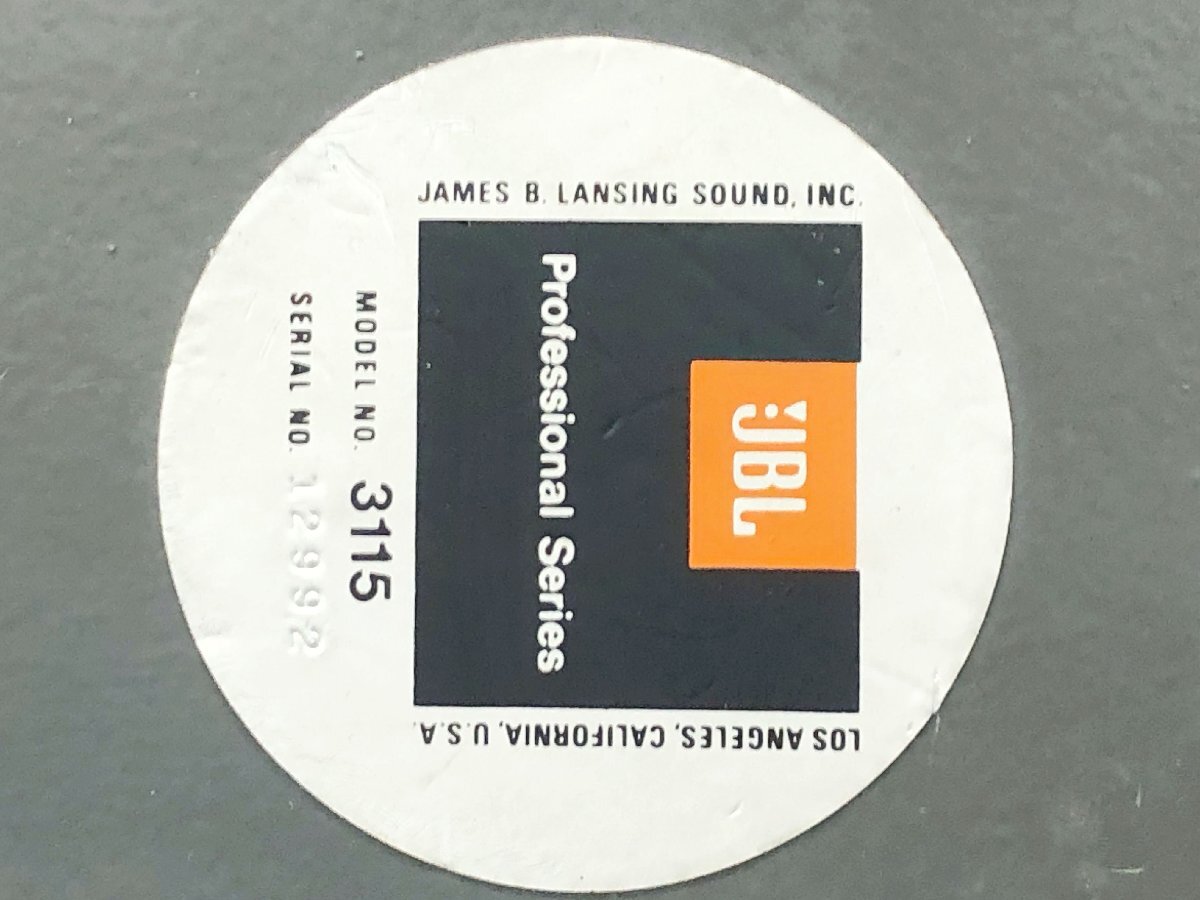 JAMES B. LANSING SOUND, INC.
JBL
Professional Series
LOS ANGELES, CALIFORNIA, U.S.A.
MODEL NO. 3115
SERIAL NO. 12992